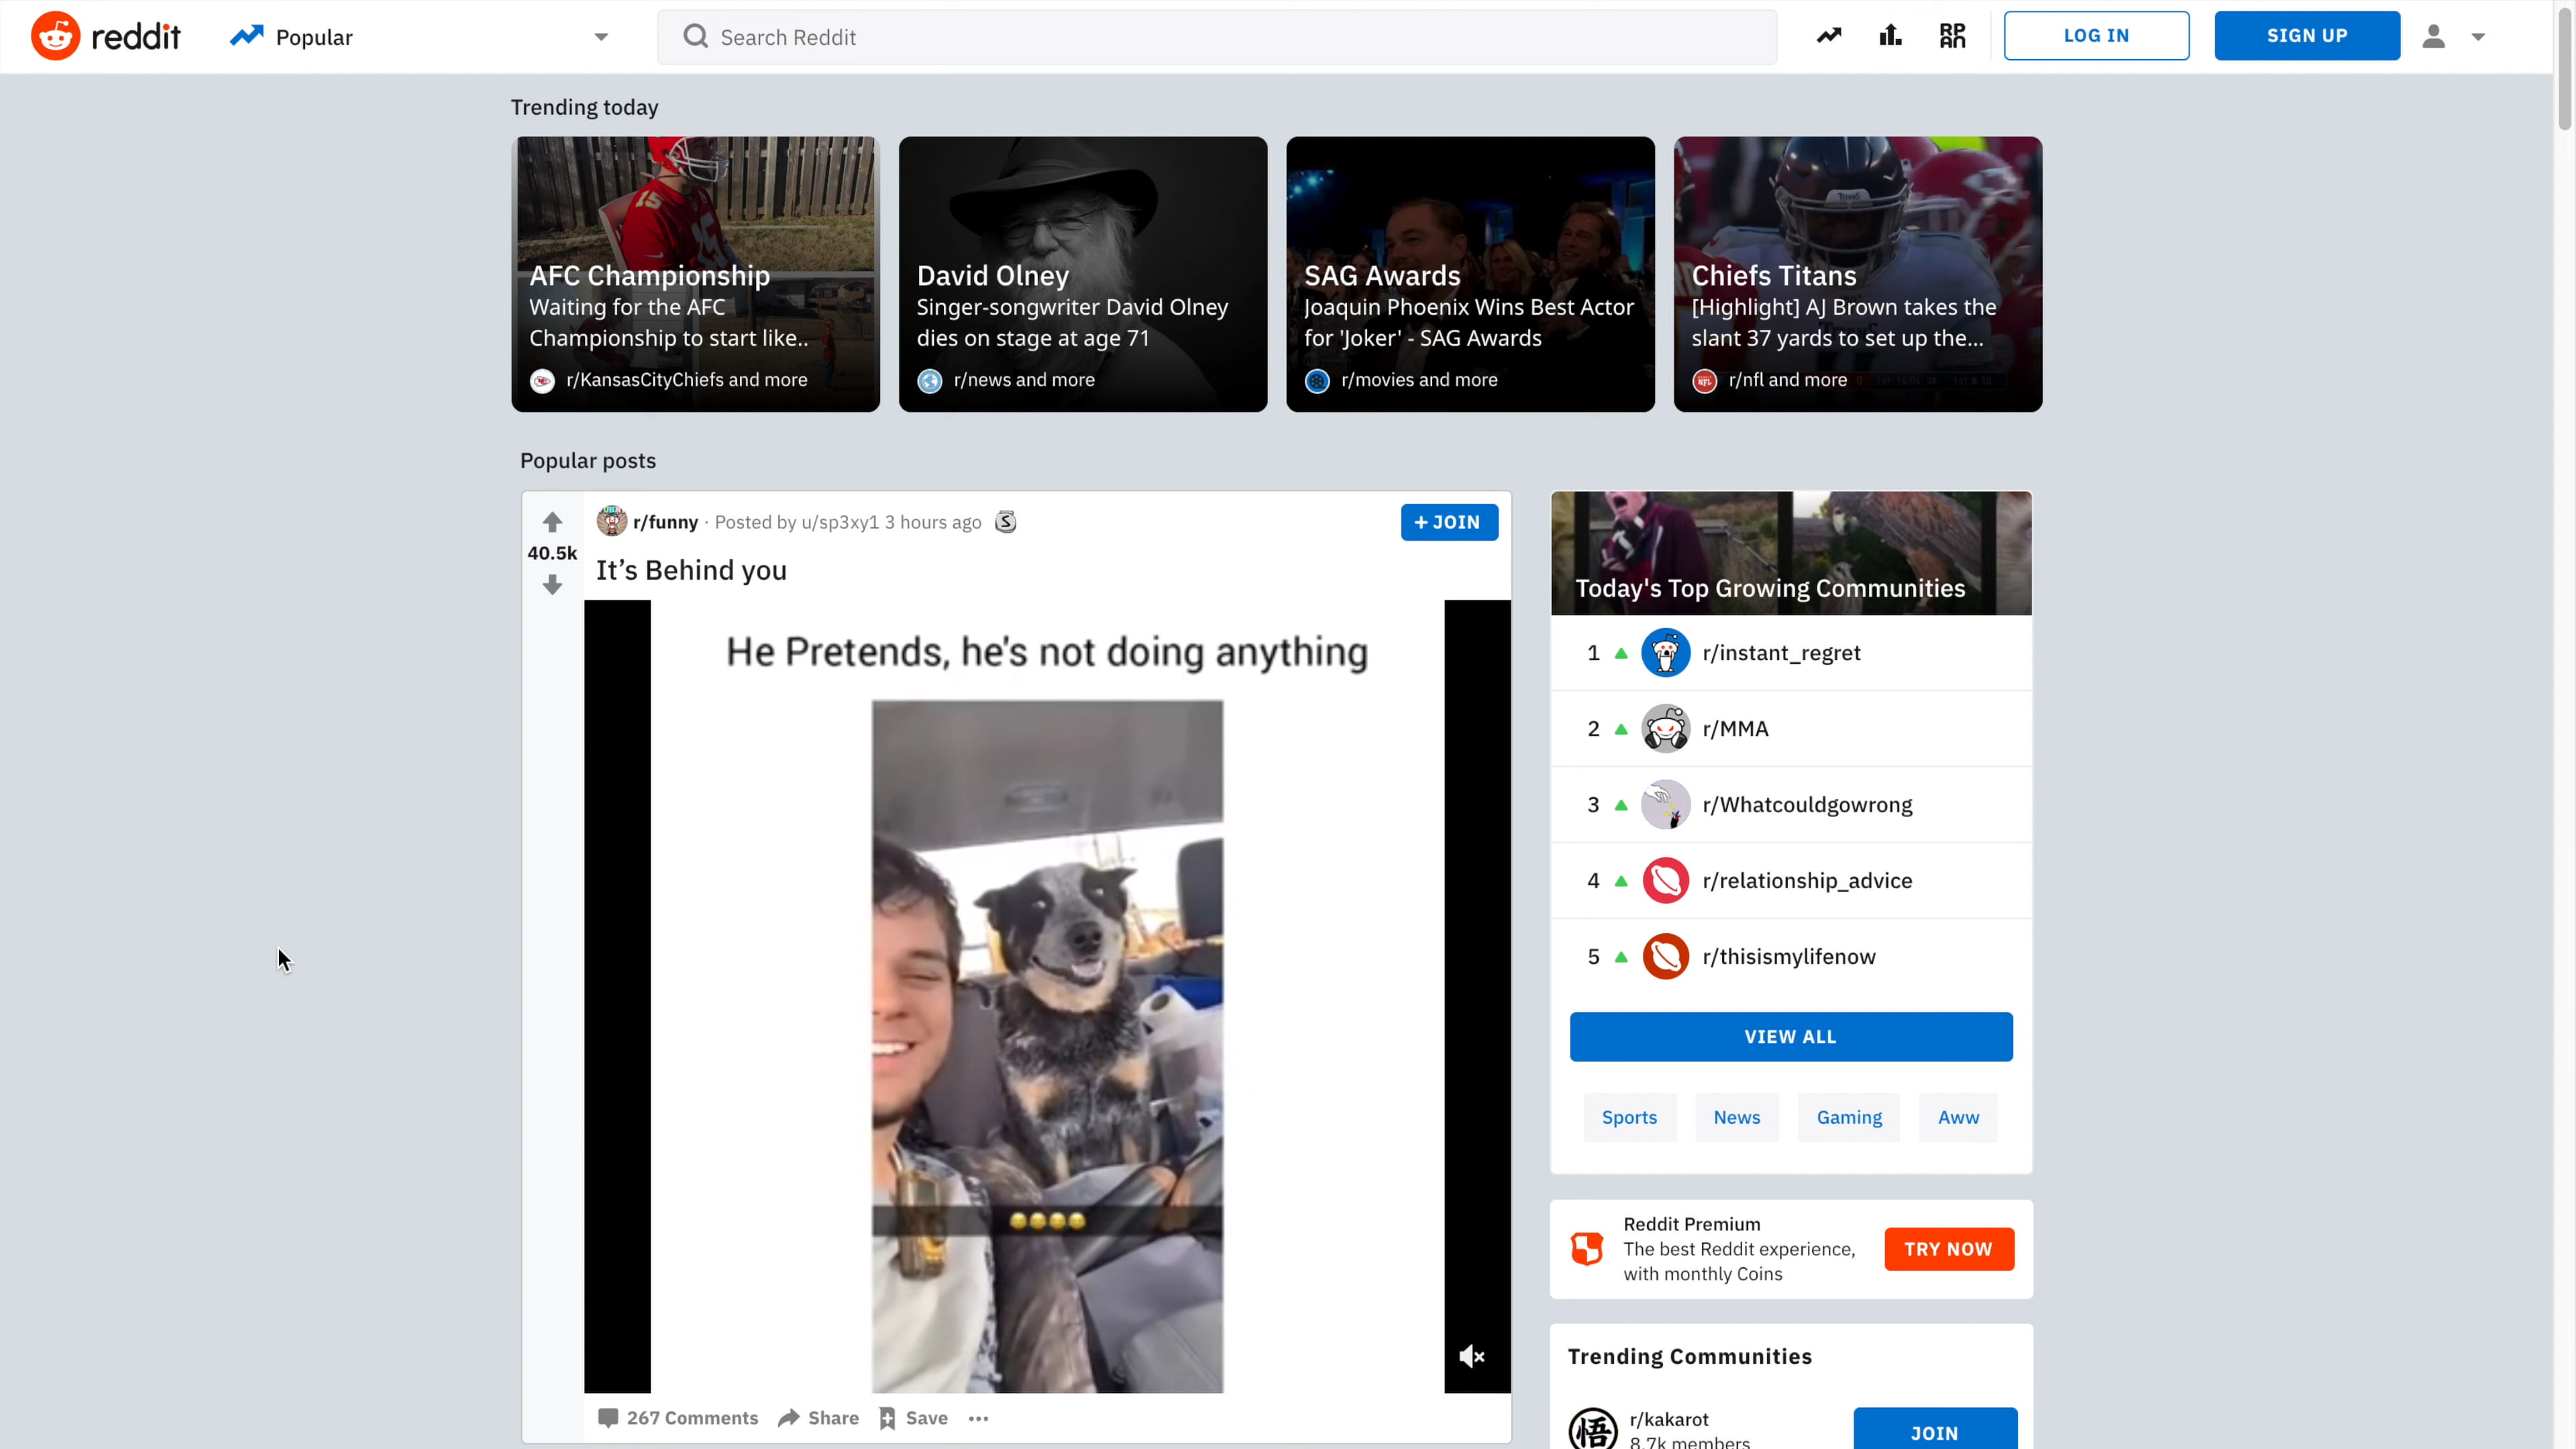 reddit
Popular
Search Reddit
LOG IN
SIGN UP
Trending today
AFC Championship
Waiting for the AFC
Championship to start like..
r/KansasCityChiefs and more
David Olney
Singer-songwriter David Olney
dies on stage at age 71
r/news and more
SAG Awards
Joaquin Phoenix Wins Best Actor
for 'Joker' - SAG Awards
r/movies and more
Chiefs Titans
[Highlight] AJ Brown takes the
slant 37 yards to set up the...
r/nfl and more
Popular posts
40.5k
r/funny · Posted by u/sp3xy1 3 hours ago
+ JOIN
It’s Behind you
He Pretends, he's not doing anything
267 Comments
Share
Save
Today's Top Growing Communities
1 r/instant_regret
2 r/MMA
3 r/Whatcouldgowrong
4 r/relationship_advice
5 r/thisismylifenow
VIEW ALL
Sports
News
Gaming
Aww
Reddit Premium
The best Reddit experience,
with monthly Coins
TRY NOW
Trending Communities
悟
r/kakarot
8.7k members
JOIN